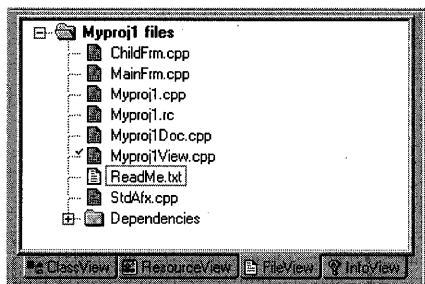 Myproj1 files
ChildFrm.cpp
MainFrm.cpp
Myproj1.cpp
Myproj1.rc
Myproj1Doc.cpp
Myproj1View.cpp
ReadMe.txt
StdAfx.cpp
Dependencies
ClassView ResourceView FileView InfoView